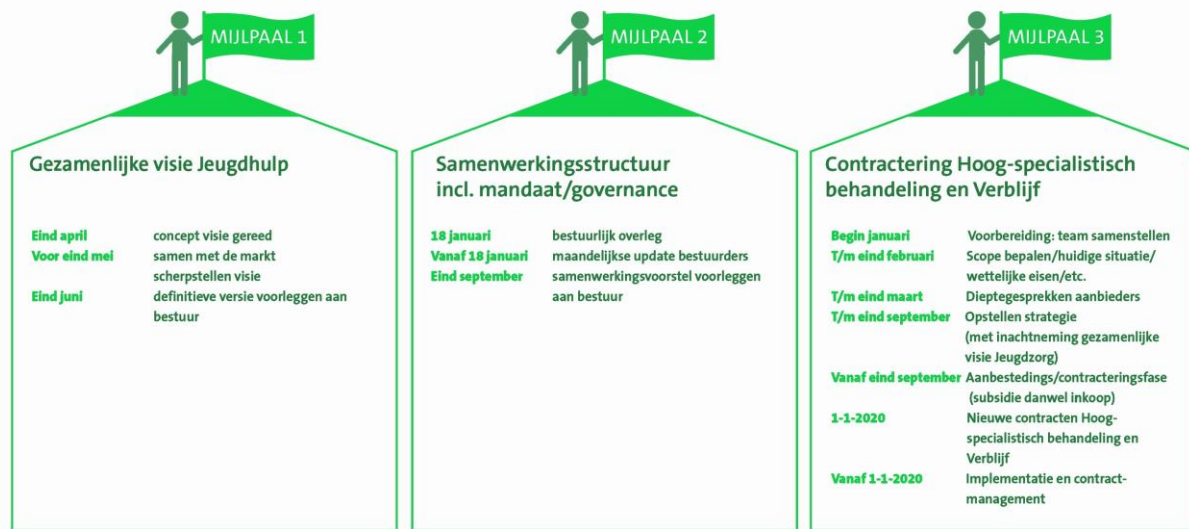 MIJLPAAL 1
Gezamenlijke visie Jeugdhulp
Eind april concept visie gereed
Voor eind mei samen met de markt
scherpstellen visie
Eind juni definitieve versie voorleggen aan
bestuur
MIJLPAAL 2
Samenwerkingsstructuur
incl. mandaat/governance
18 januari bestuurlijk overleg
Vanaf 18 januari maandelijkse update bestuurders
Eind september samenwerkingsvoorstel voorleggen
aan bestuur
MIJLPAAL 3
Contractering Hoog-specialistisch
behandeling en Verblijf
Begin januari Voorbereiding: team samenstellen
T/m eind februari Scope bepalen/huidige situatie/
wettelijke eisen/etc.
T/m eind maart Dieptegesprekken aanbieders
T/m eind september Opstellen strategie
(met inachtneming gezamenlijke
visie Jeugdzorg)
Vanaf eind september Aanbestedings/contracteringsfase
(subsidie danwel inkoop)
1-1-2020 Nieuwe contracten Hoog-
specialistisch behandeling en
Verblijf
Vanaf 1-1-2020 Implementatie en contract-
management